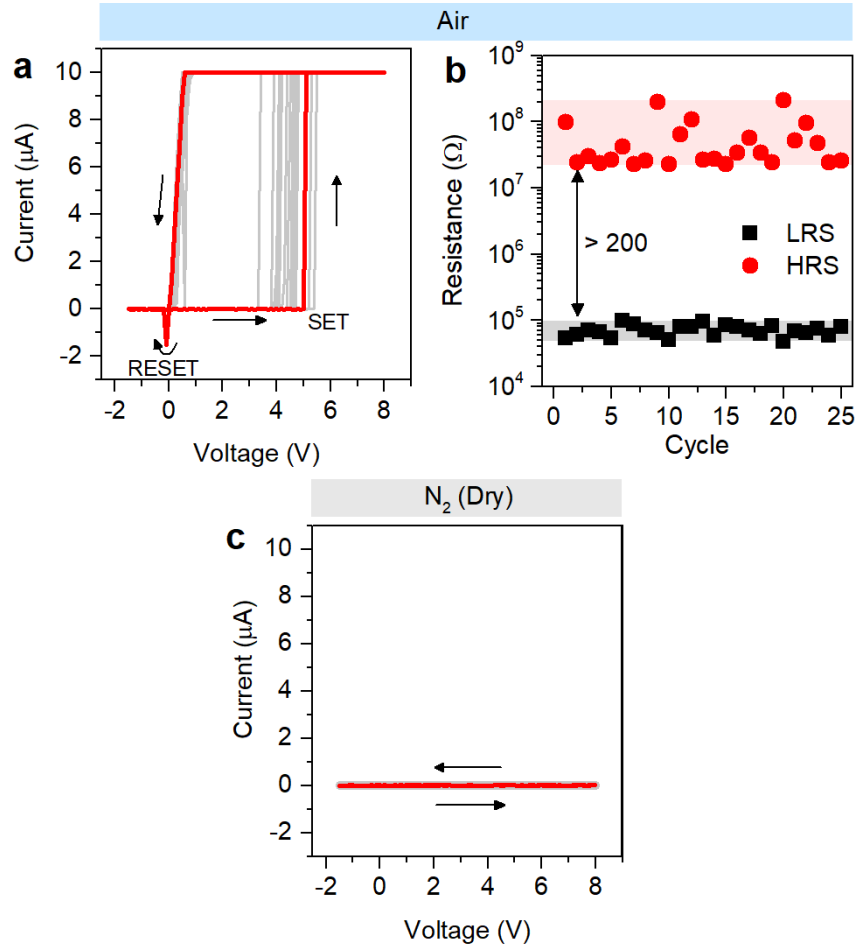 Air
a
b
10
8
6
4
2
0
-2
Current (μA)
SET
RESET
-2 0 2 4 6 8
Voltage (V)
10⁹
10⁸
10⁷
10⁶
10⁵
10⁴
Resistance (Ω)
> 200
LRS
HRS
0 5 10 15 20 25
Cycle
N₂ (Dry)
c
10
8
6
4
2
0
-2
Current (μA)
-2 0 2 4 6 8
Voltage (V)